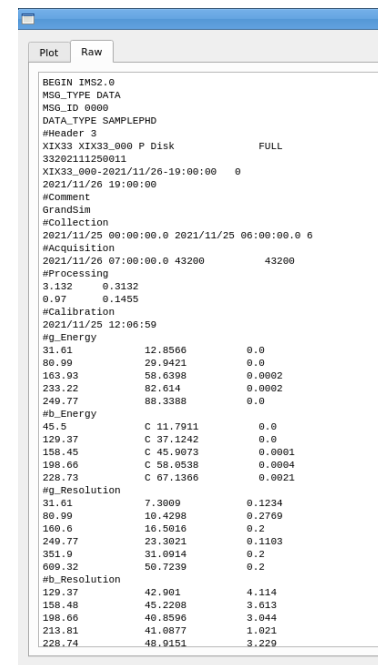 Plot Raw
BEGIN IMS2.0
MSG_TYPE DATA
MSG_ID 0000
DATA_TYPE SAMPLEPHD
#Header 3
XIX33 XIX33_000 P Disk FULL
33202111250011
XIX33_000-2021/11/26-19:00:00 0
2021/11/26 19:00:00
#Comment
GrandSim
#Collection
2021/11/25 00:00:00.0 2021/11/25 06:00:00.0 6
#Acquisition
2021/11/26 07:00:00.0 43200 43200
#Processing
3.132 0.3132
0.97 0.1455
#Calibration
2021/11/25 12:06:59
#g_Energy
31.61 12.8566 0.0
80.99 29.9421 0.0
163.93 58.6398 0.0002
233.22 82.614 0.0002
249.77 88.3388 0.0
#b_Energy
45.5 C 11.7911 0.0
129.37 C 37.1242 0.0
158.45 C 45.9073 0.0001
198.66 C 58.0538 0.0004
228.73 C 67.1366 0.0021
#g_Resolution
31.61 7.3009 0.1234
80.99 10.4298 0.2769
160.6 16.5016 0.2
249.77 23.3021 0.1103
351.9 31.0914 0.2
609.32 50.7239 0.2
#b_Resolution
129.37 42.901 4.114
158.48 45.2208 3.613
198.66 40.8596 3.044
213.81 41.0877 1.021
228.74 48.9151 3.229